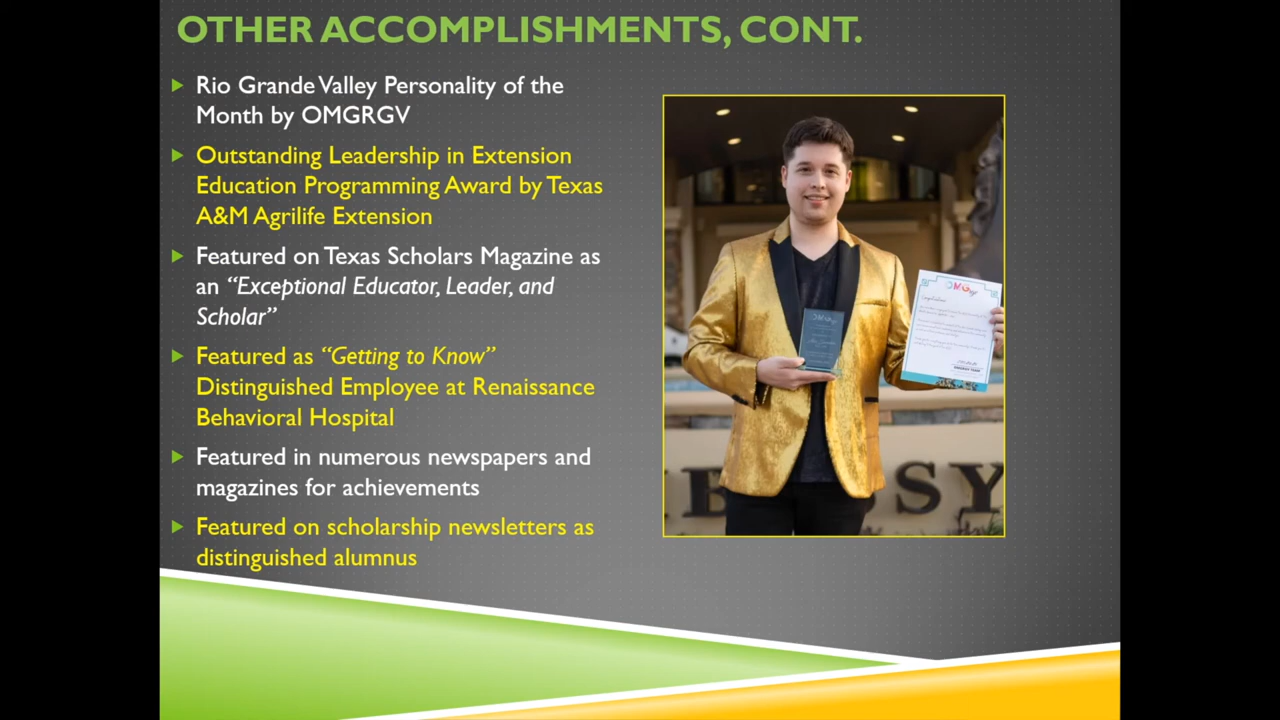 OTHER ACCOMPLISHMENTS, CONT.
Rio Grande Valley Personality of the
Month by OMGRGV
Outstanding Leadership in Extension
Education Programming Award by Texas
A&M Agrilife Extension
Featured on Texas Scholars Magazine as
an “Exceptional Educator, Leader, and
Scholar”
Featured as “Getting to Know”
Distinguished Employee at Renaissance
Behavioral Hospital
Featured in numerous newspapers and
magazines for achievements
Featured on scholarship newsletters as
distinguished alumnus